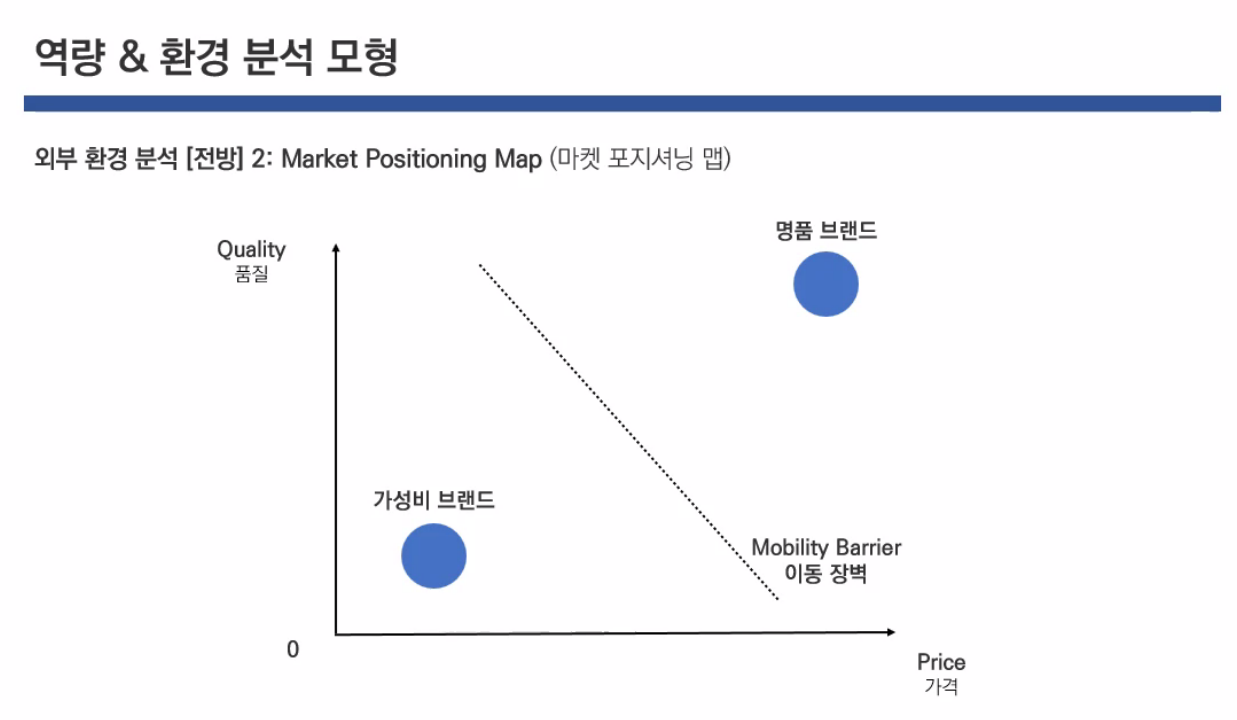 역량 & 환경 분석 모형
외부 환경 분석 [전방] 2: Market Positioning Map (마켓 포지셔닝 맵)
명품 브랜드
Quality
품질
가성비 브랜드
Mobility Barrier
이동 장벽
0
Price
가격